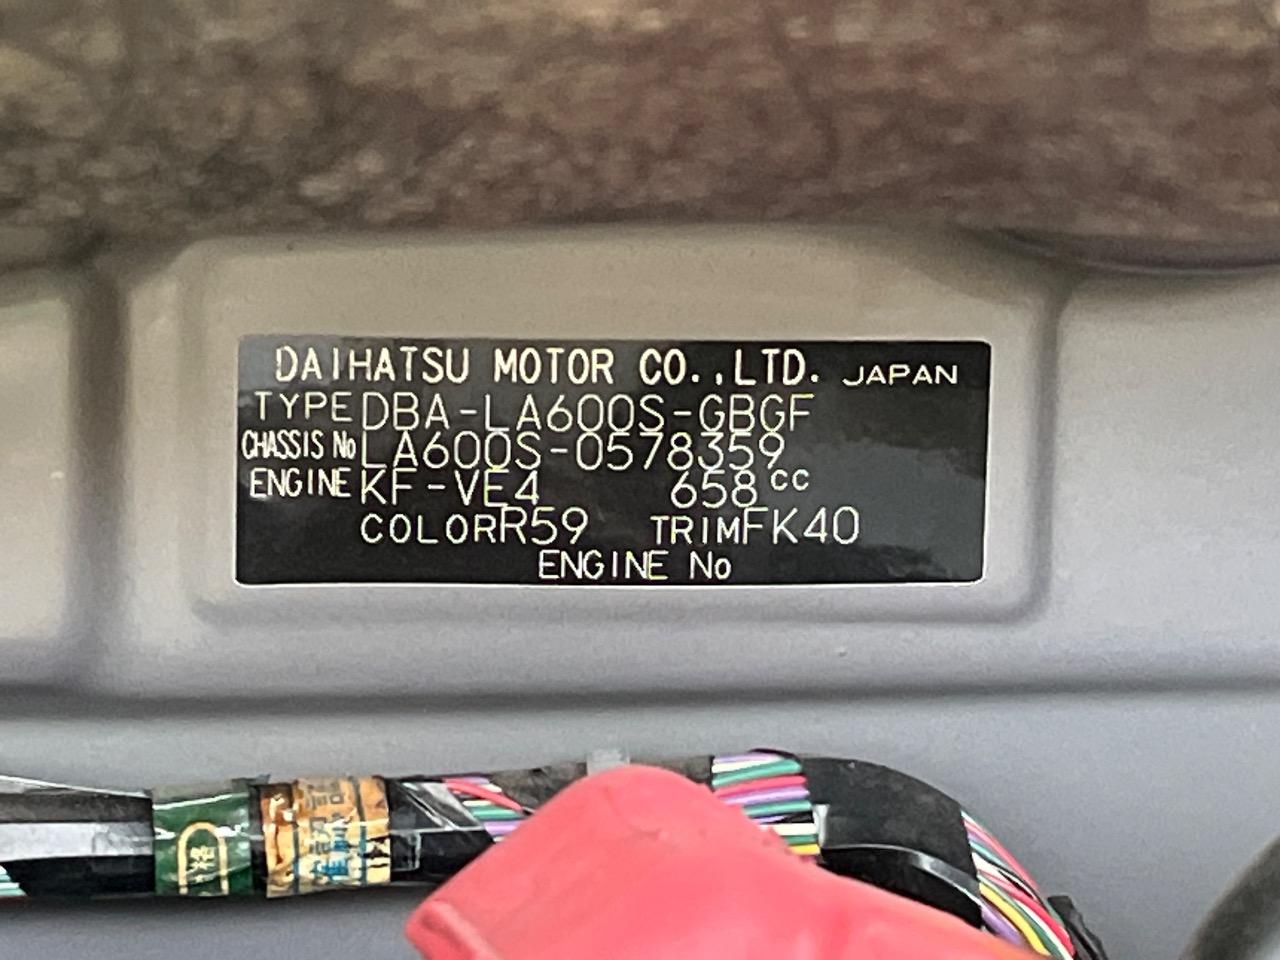 DAIHATSU MOTOR CO.,LTD. JAPAN
TYPE DBA-LA600S-GBGF
CHASSIS No LA600S-0578359
ENGINE KF-VE4 658 cc
COLOR R59 TRIM FK40
ENGINE No